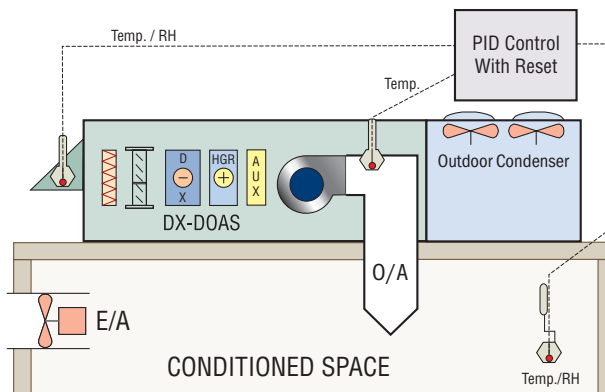 Temp. / RH
PID Control
With Reset
Temp.
Outdoor Condenser
D
X
HGR
A
U
X
DX-DOAS
O/A
E/A
CONDITIONED SPACE
Temp./RH